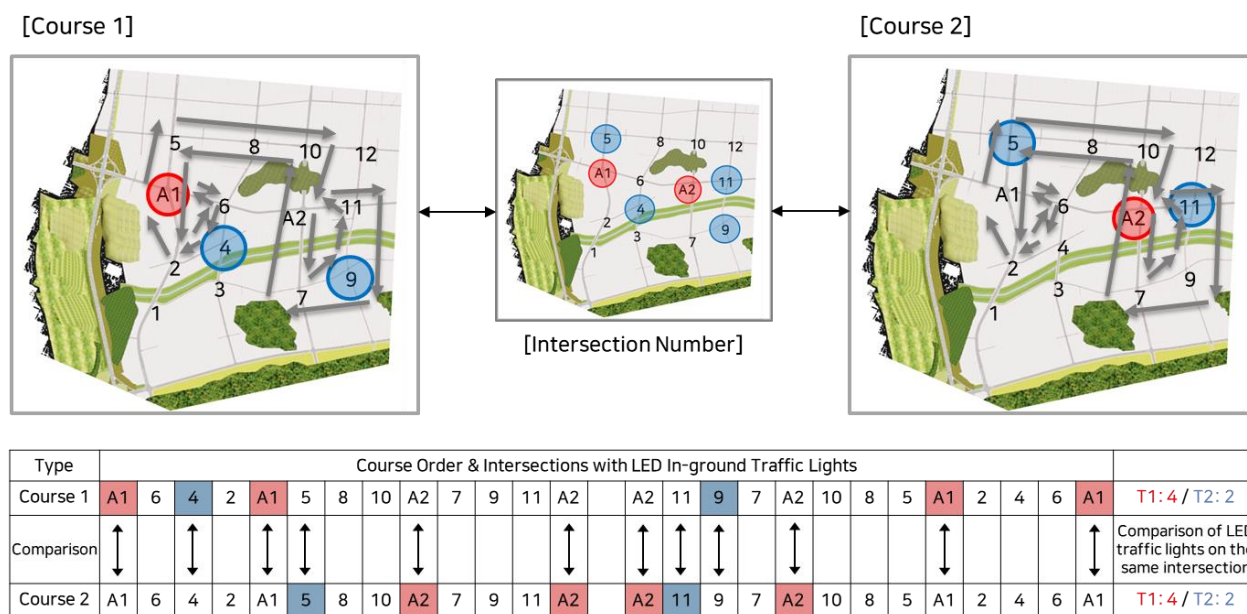 [Course 1]
[Course 2]
5
8
10
12
A1
6
A2
11
4
2
9
3
7
1
5
8
10
12
A1
6
A2
11
4
2
9
3
7
1
[Intersection Number]
5
8
10
12
A1
6
A2
11
4
2
9
3
7
1
Type Course Order & Intersections with LED In-ground Traffic Lights
Course 1 A1 6 4 2 A1 5 8 10 A2 7 9 11 A2 A2 11 9 7 A2 10 8 5 A1 2 4 6 A1 T1: 4 / T2: 2
Comparison Comparison of LED
traffic lights on the
same intersection
Course 2 A1 6 4 2 A1 5 8 10 A2 7 9 11 A2 A2 11 9 7 A2 10 8 5 A1 2 4 6 A1 T1: 4 / T2: 2